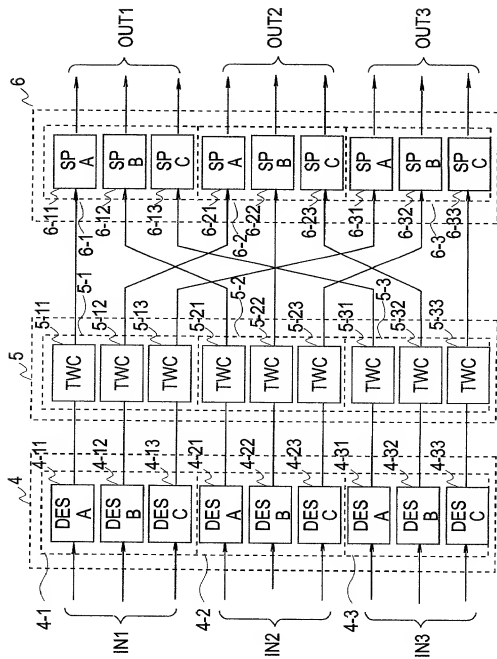 4
5
6
4-1
5-1
6-1
IN1
DES A
4-11
TWC
5-11
SP A
6-11
DES B
4-12
TWC
5-12
SP B
6-12
DES C
4-13
TWC
5-13
SP C
6-13
OUT1
4-2
5-2
6-2
IN2
DES A
4-21
TWC
5-21
SP A
6-21
DES B
4-22
TWC
5-22
SP B
6-22
DES C
4-23
TWC
5-23
SP C
6-23
OUT2
4-3
5-3
6-3
IN3
DES A
4-31
TWC
5-31
SP A
6-31
DES B
4-32
TWC
5-32
SP B
6-32
DES C
4-33
TWC
5-33
SP C
6-33
OUT3